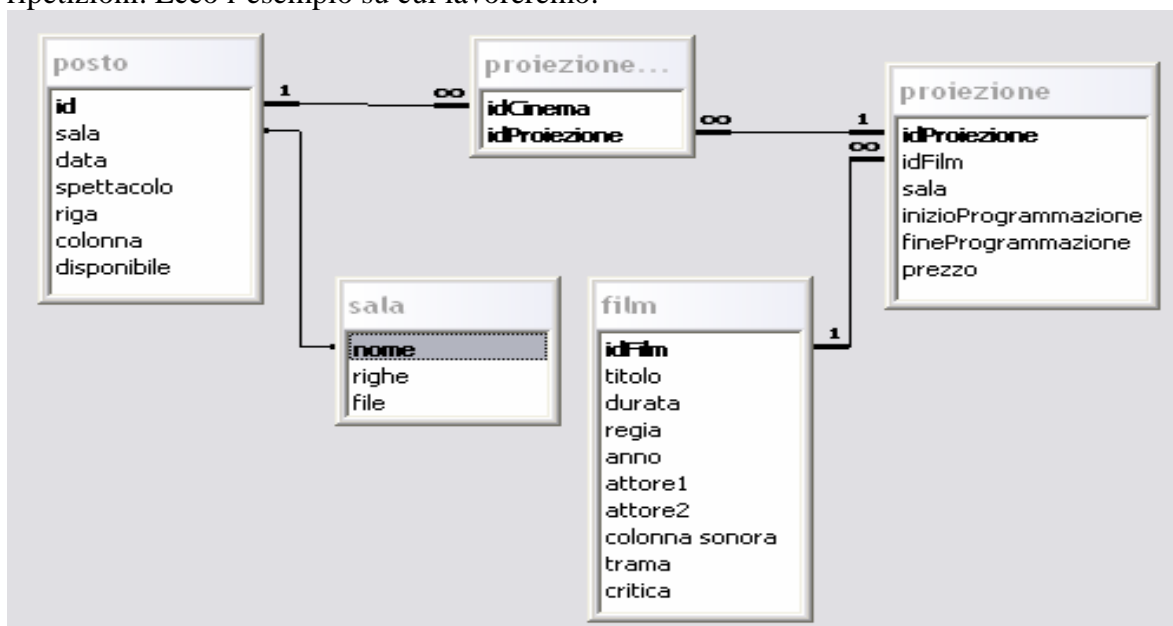 ripetizioni. Ecco l'esempio su cui lavoreremo:
posto
id
sala
data
spettacolo
riga
colonna
disponibile
1
∞
proiezione...
idCinema
idProiezione
∞
1
∞
proiezione
idProiezione
idFilm
sala
inizioProgrammazione
fineProgrammazione
prezzo
sala
nome
righe
file
film
idFilm
titolo
durata
regia
anno
attore1
attore2
colonna sonora
trama
critica
1